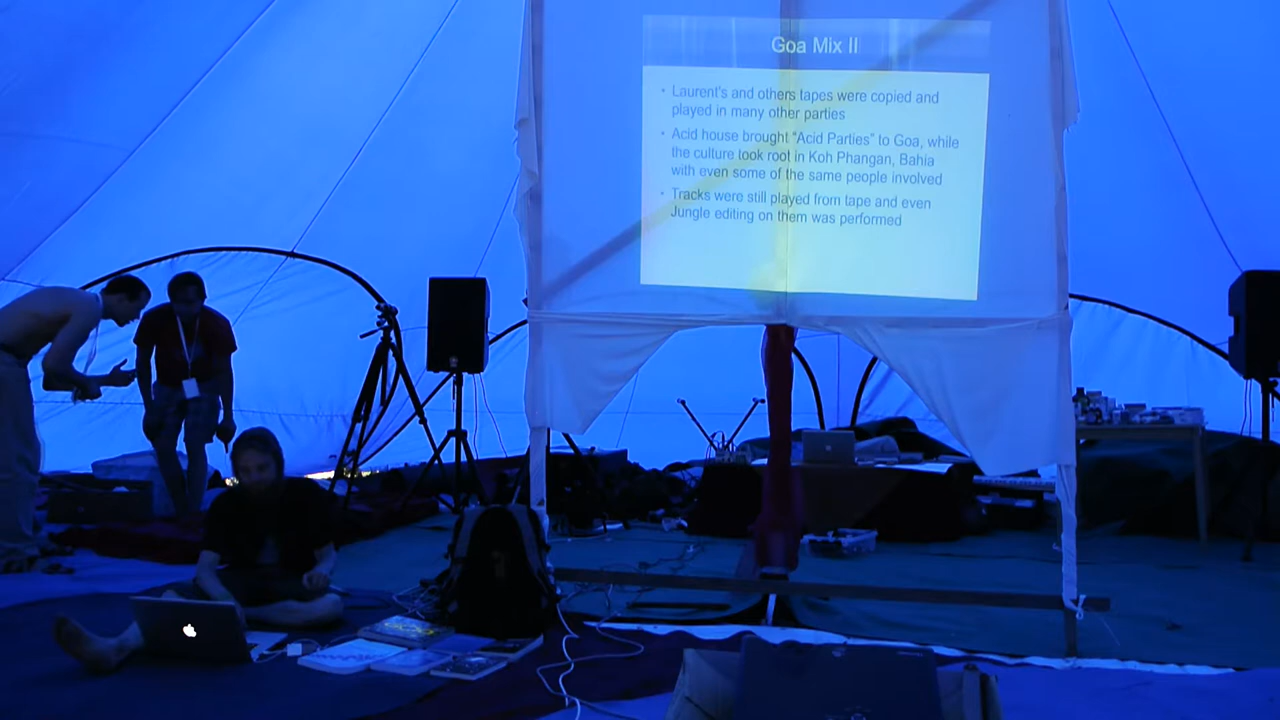 Goa Mix II
• Laurent's and others tapes were copied and
played in many other parties
• Acid house brought “Acid Parties” to Goa, while
the culture took root in Koh Phangan, Bahia
with even some of the same people involved
• Tracks were still played from tape and even
Jungle editing on them was performed